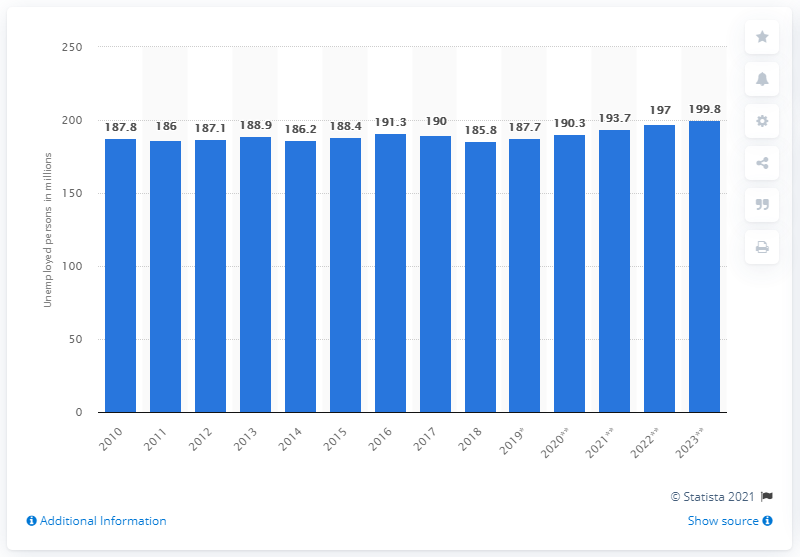 250
200
150
100
50
0
Unemployed persons in millions
187.8 186 187.1 188.9 186.2 188.4 191.3 190 185.8 187.7 190.3 193.7 197 199.8
2010 2011 2012 2013 2014 2015 2016 2017 2018 2019* 2020** 2021** 2022** 2023**
© Statista 2021
Additional Information
Show source